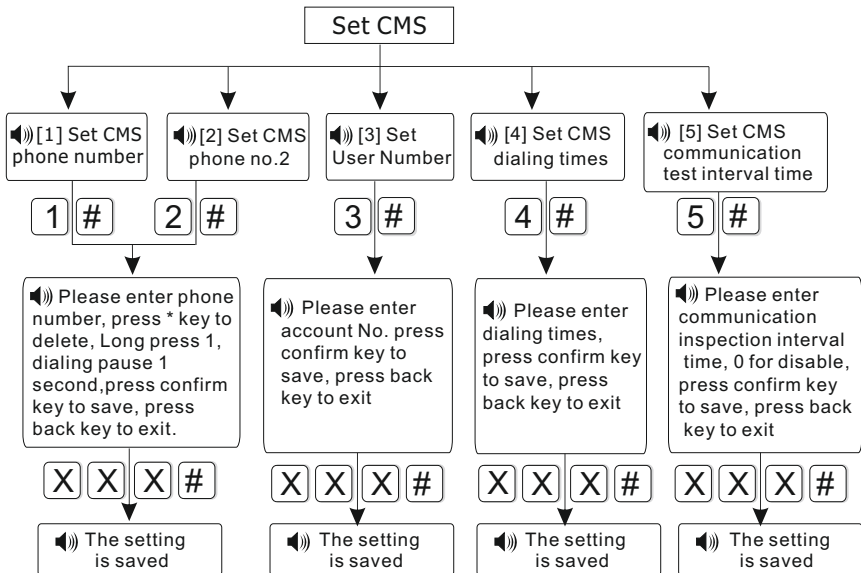 Set CMS
[1] Set CMS
phone number
[2] Set CMS
phone no.2
[3] Set
User Number
[4] Set CMS
dialing times
[5] Set CMS
communication
test interval time
1 #
2 #
3 #
4 #
5 #
Please enter phone
number, press * key to
delete, Long press 1,
dialing pause 1
second,press confirm
key to save, press
back key to exit.
Please enter
account No. press
confirm key to
save, press back
key to exit
Please enter
dialing times,
press confirm key
to save, press
back key to exit
Please enter
communication
inspection interval
time, 0 for disable,
press confirm key
to save, press back
key to exit
X X X #
X X X #
X X X #
X X X #
The setting
is saved
The setting
is saved
The setting
is saved
The setting
is saved